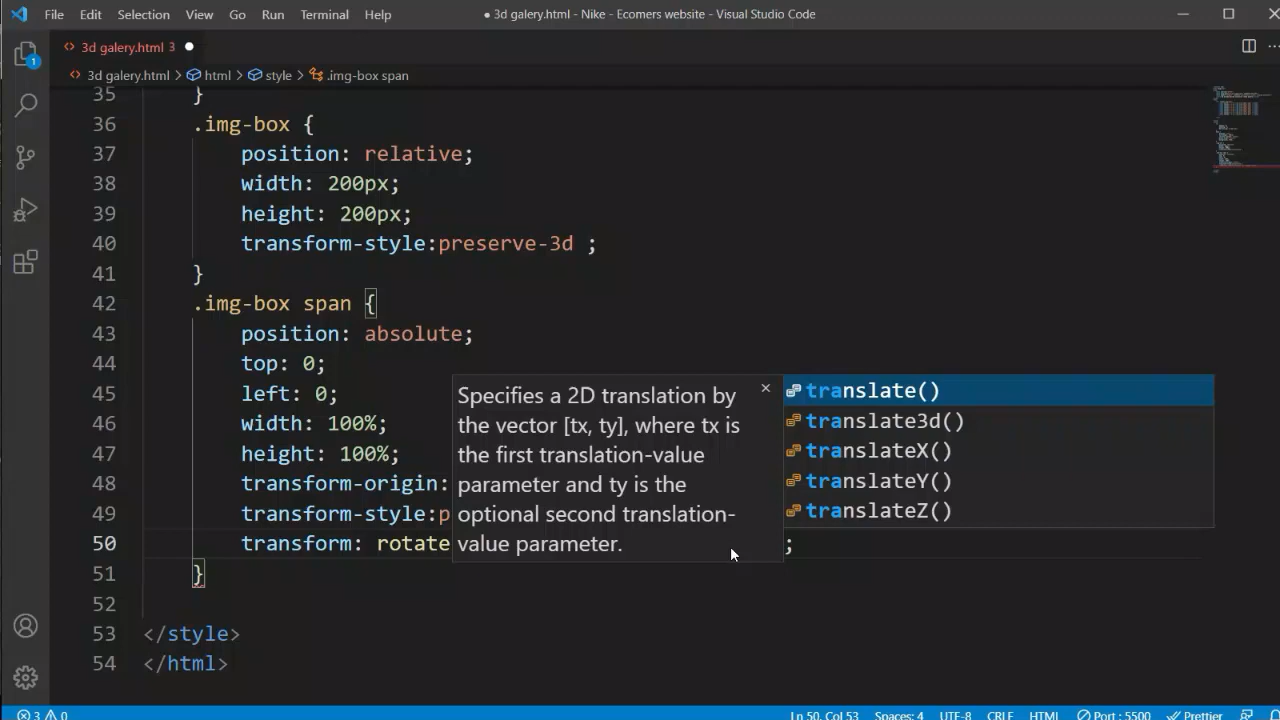 File Edit Selection View Go Run Terminal Help ● 3d galery.html - Nike - Ecomers website - Visual Studio Code
3d galery.html 3 ●
3d galery.html > html > style > .img-box span
1
35 }
36 .img-box {
37 position: relative;
38 width: 200px;
39 height: 200px;
40 transform-style:preserve-3d ;
41 }
42 .img-box span {
43 position: absolute;
44 top: 0;
45 left: 0;
46 width: 100%;
47 height: 100%;
48 transform-origin:
49 transform-style:p
50 transform: rotate ;
51 }
52
53 </style>
54 </html>
Specifies a 2D translation by
the vector [tx, ty], where tx is
the first translation-value
parameter and ty is the
optional second translation-
value parameter.
translate()
translate3d()
translateX()
translateY()
translateZ()
3 0 Ln 50, Col 53 Spaces: 4 UTF-8 CRLF HTML Port : 5500 Prettier